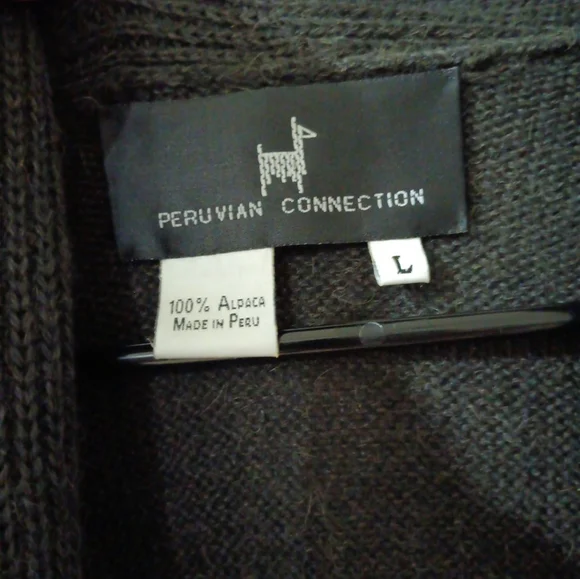 PERUVIAN CONNECTION
L
100% ALPACA
MADE IN PERU